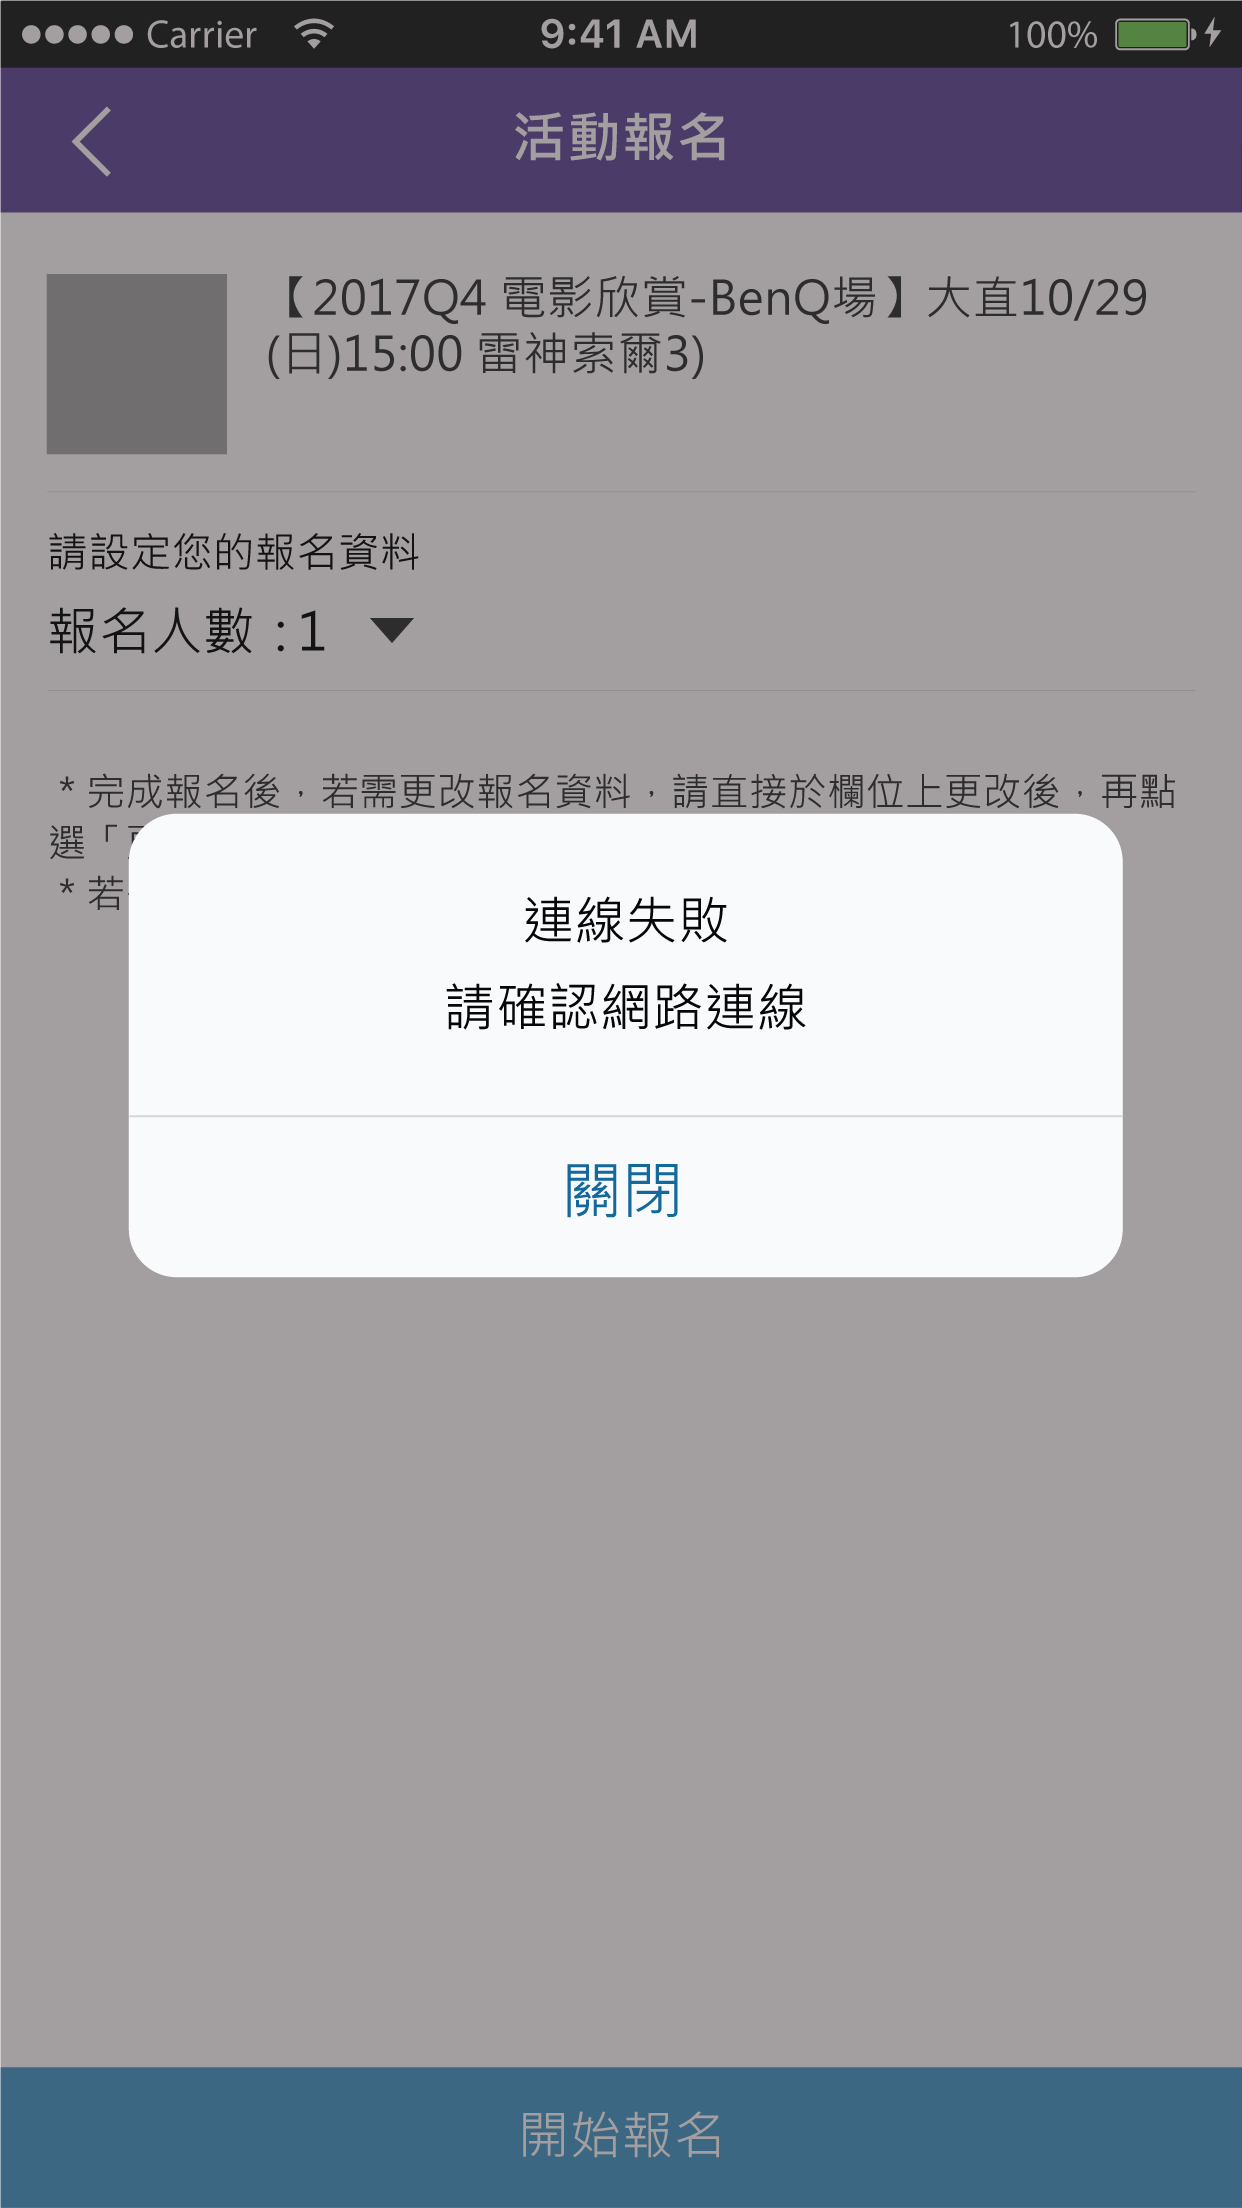 Carrier 9:41 AM 100%
活動報名
【2017Q4 電影欣賞-BenQ場】大直10/29
(日)15:00 雷神索爾3)
請設定您的報名資料
報名人數 : 1
* 完成報名後，若需更改報名資料，請直接於欄位上更改後，再點
選「
* 若
連線失敗
請確認網路連線
關閉
開始報名